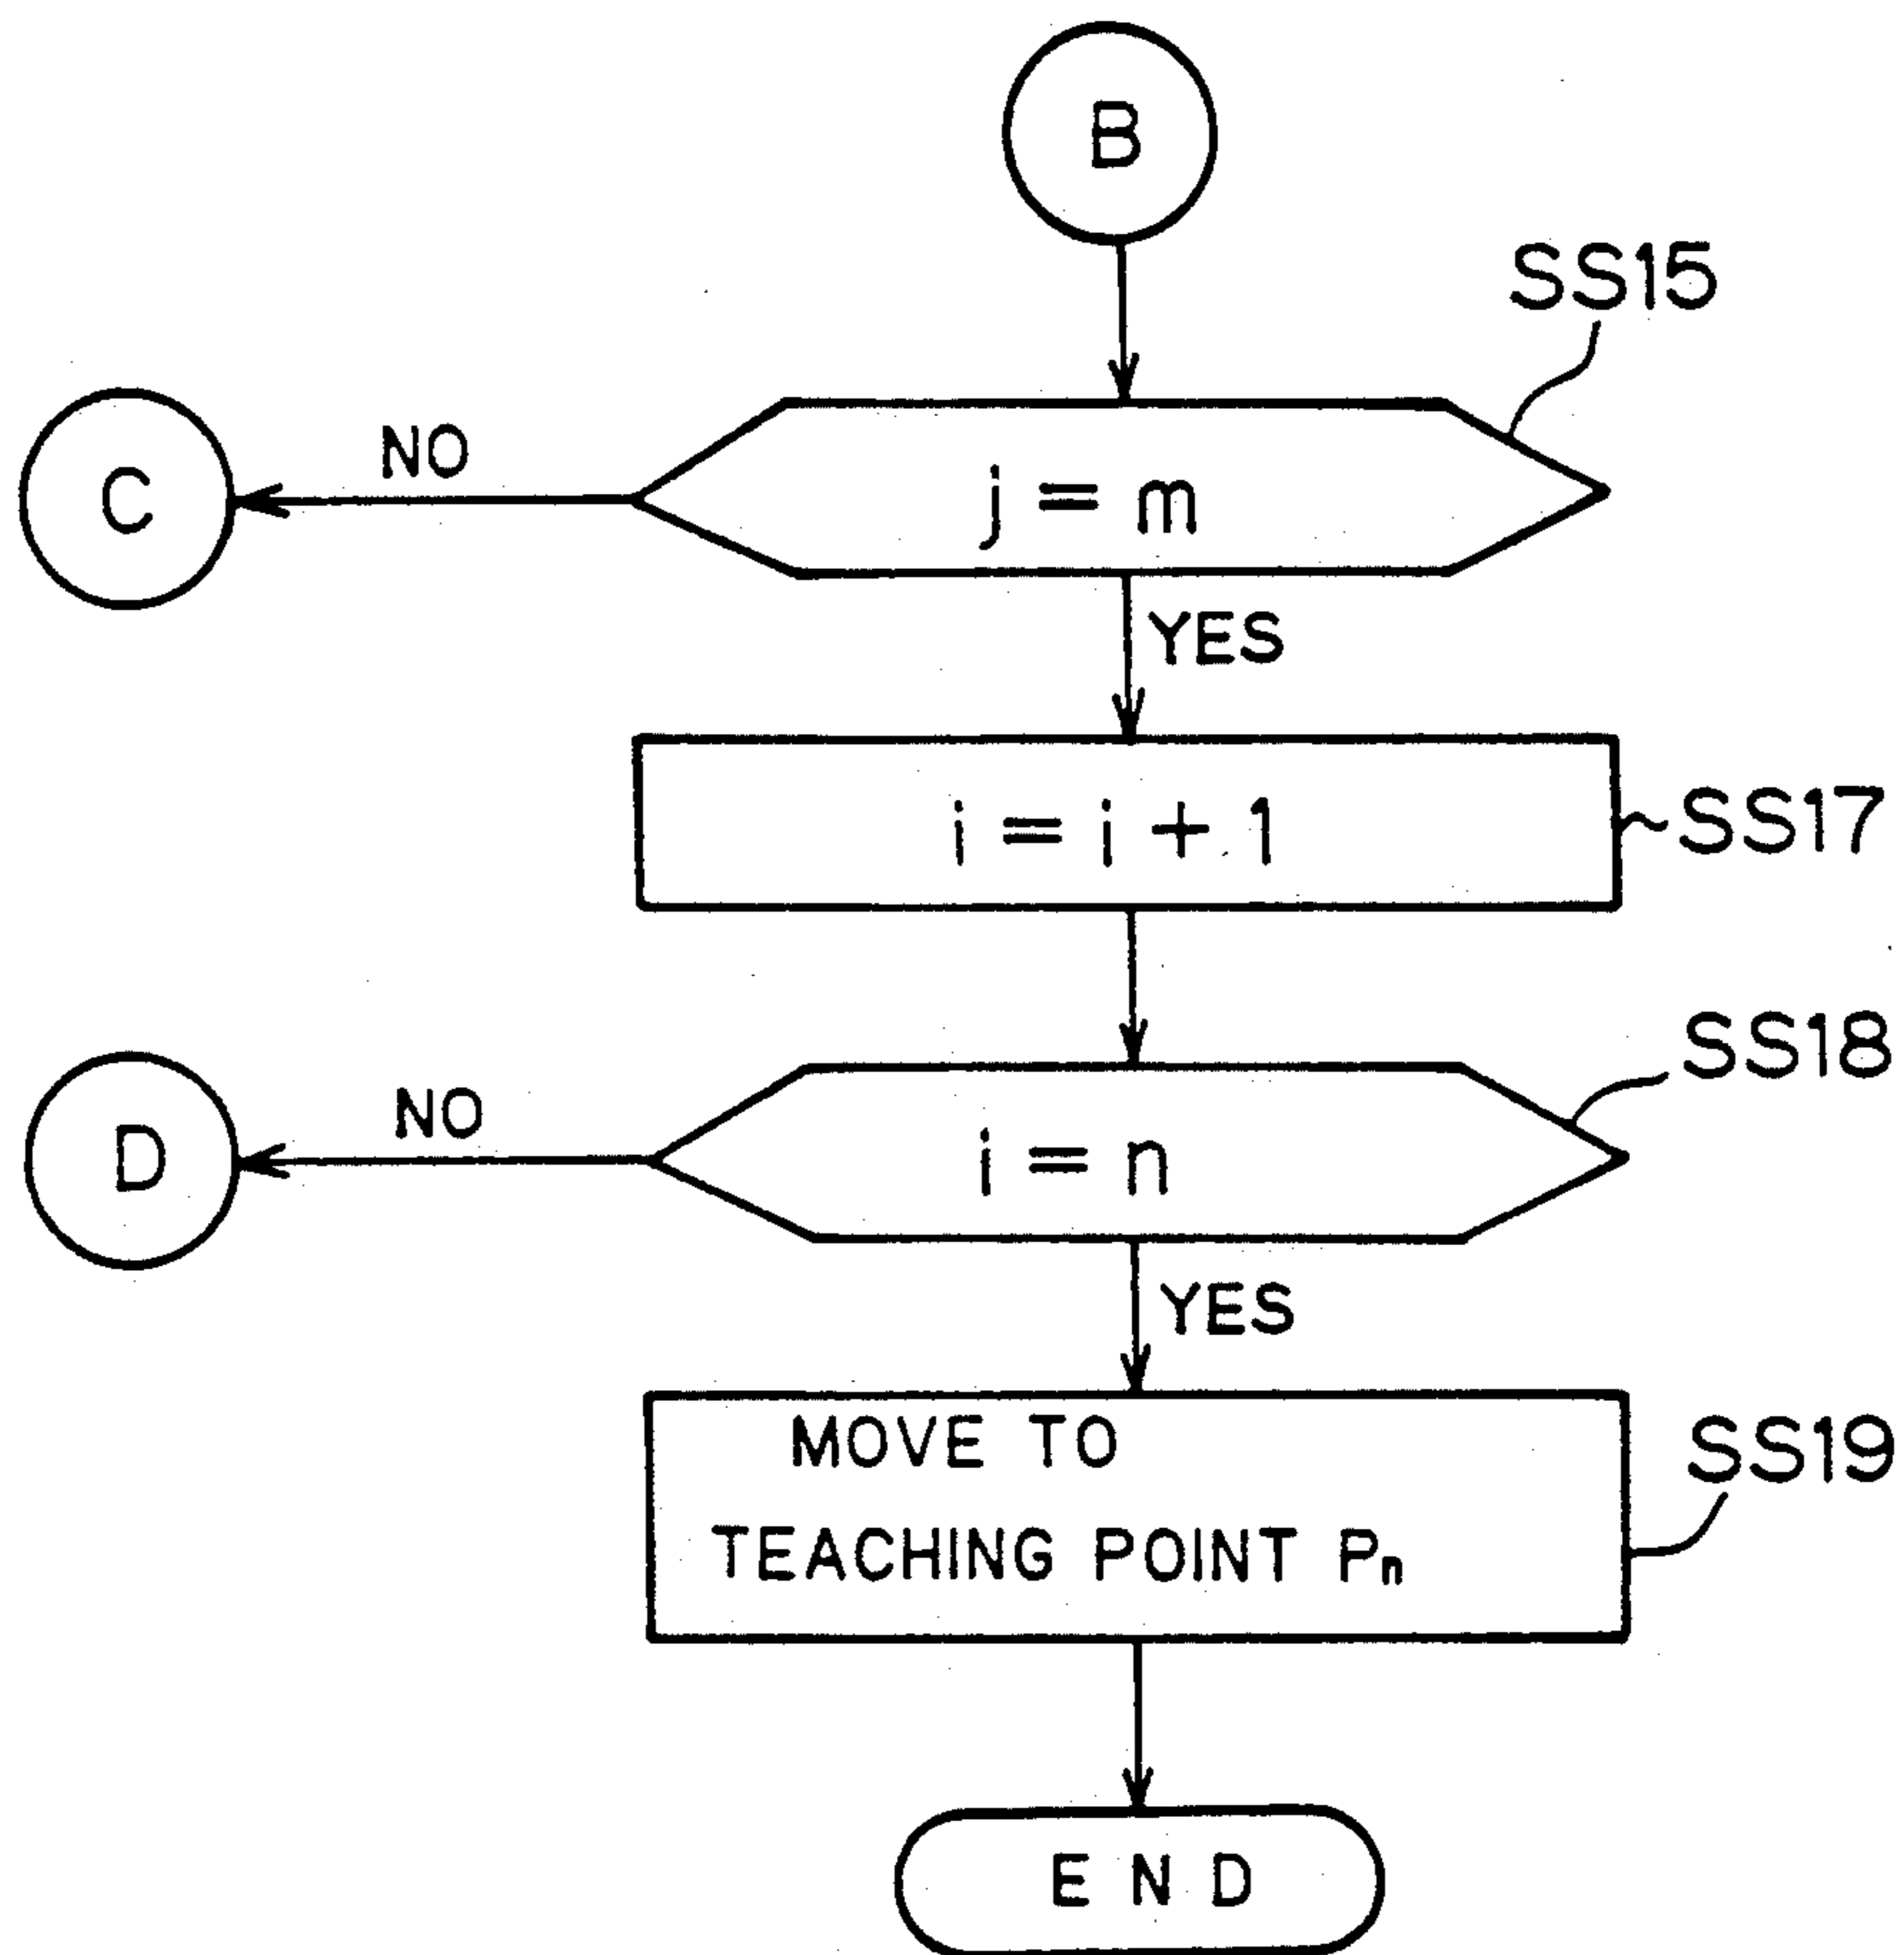 B
SS15
C
NO
j = m
YES
i = i + 1
SS17
SS18
D
NO
i = n
YES
MOVE TO
TEACHING POINT Pn
SS19
END